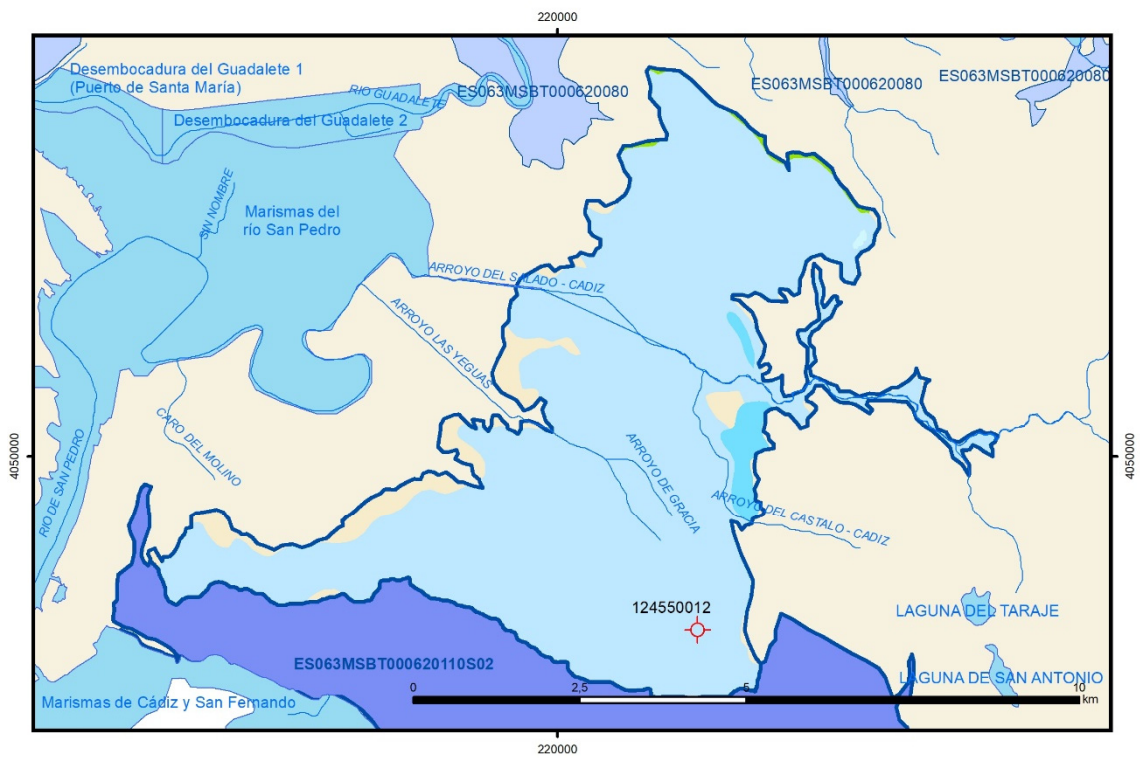 220000
Desembocadura del Guadalete 1
(Puerto de Santa María)
RIO GUADALETE
ES063MSBT000620080
ES063MSBT000620080
ES063MSBT000620080
Desembocadura del Guadalete 2
SIN NOMBRE
Marismas del
río San Pedro
ARROYO DEL SALADO - CADIZ
ARROYO LAS YEGUAS
CAÑO DEL MOLINO
4050000
4050000
RIO DE SAN PEDRO
ARROYO DE GRACIA
ARROYO DEL CASTALO - CADIZ
124550012
LAGUNA DEL TARAJE
ES063MSBT000620110S02
LAGUNA DE SAN ANTONIO
Marismas de Cádiz y San Fernando
0
2,5
5
10
km
220000